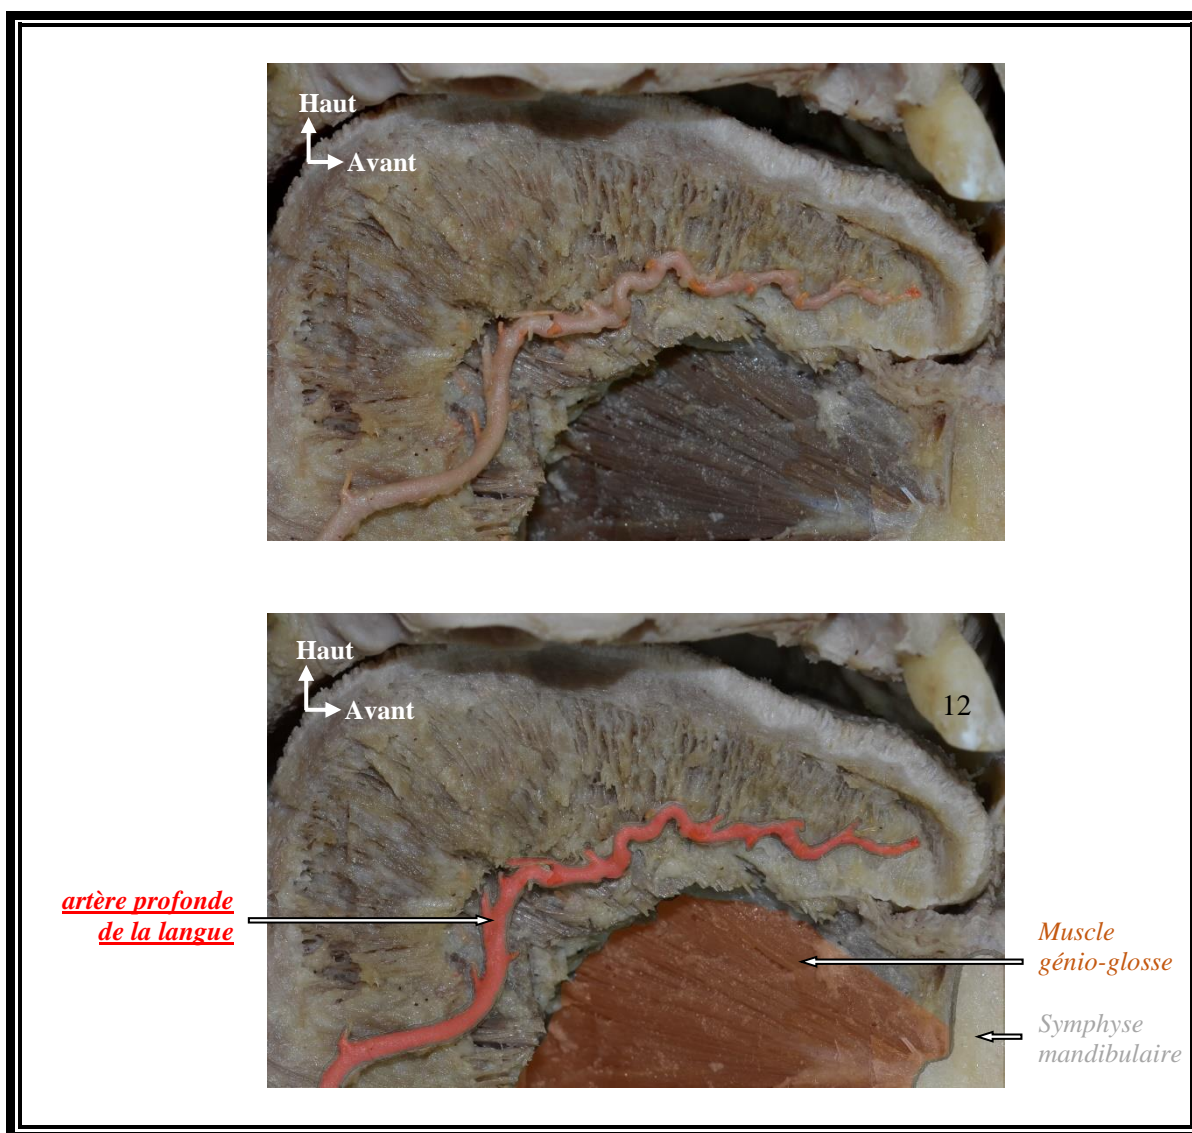 Haut
Avant
Haut
Avant
12
artère profonde
de la langue
Muscle
génio-glosse
Symphyse
mandibulaire